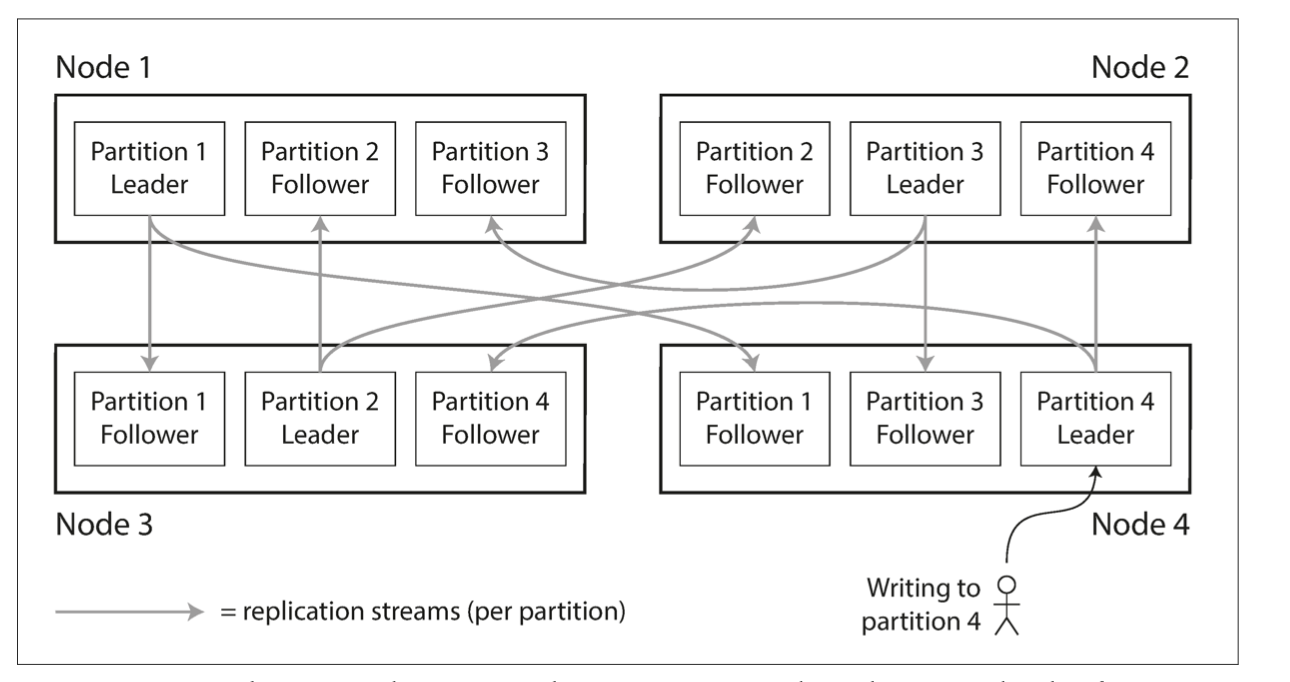 Node 1
Node 2
Partition 1
Leader
Partition 2
Follower
Partition 3
Follower
Partition 2
Follower
Partition 3
Leader
Partition 4
Follower
Partition 1
Follower
Partition 2
Leader
Partition 4
Follower
Partition 1
Follower
Partition 3
Follower
Partition 4
Leader
Node 3
Node 4
= replication streams (per partition)
Writing to
partition 4